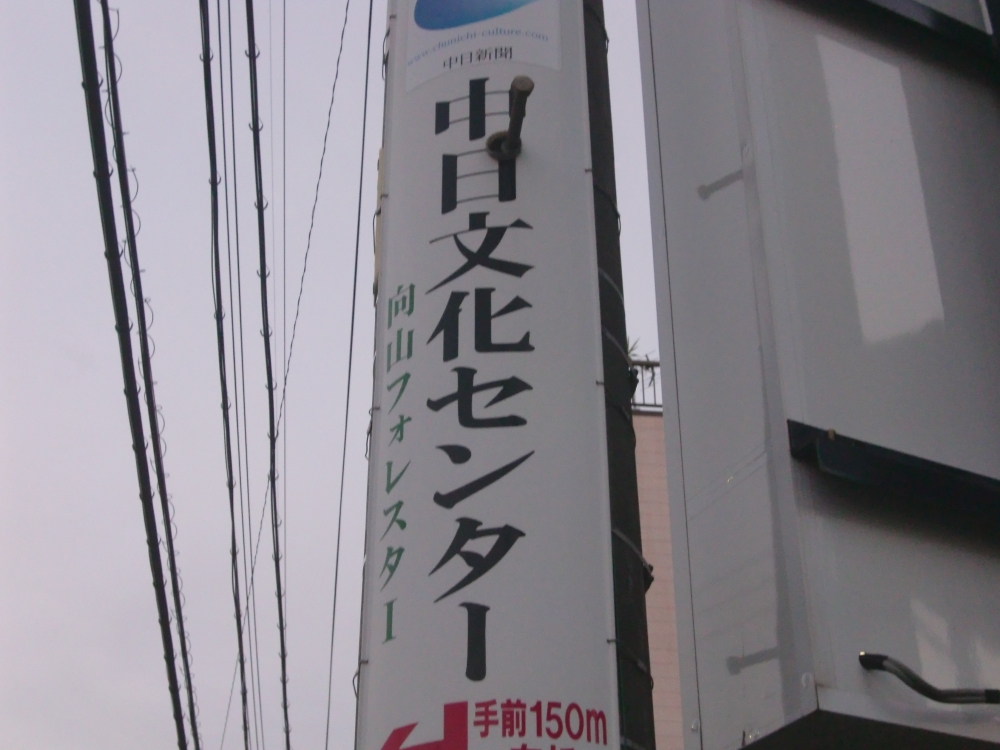 www.chunichi-culture.com
中日新聞
中日文化センター
向山フォレスター
手前150m